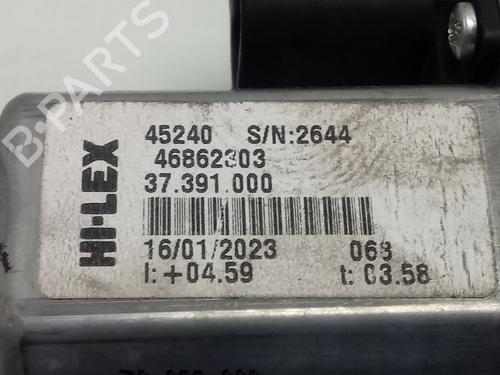 B-PARTS
HI-LEX
45240 S/N:2644
46862303
37.391.000
16/01/2023 063
I: +04.59 t: 03.58